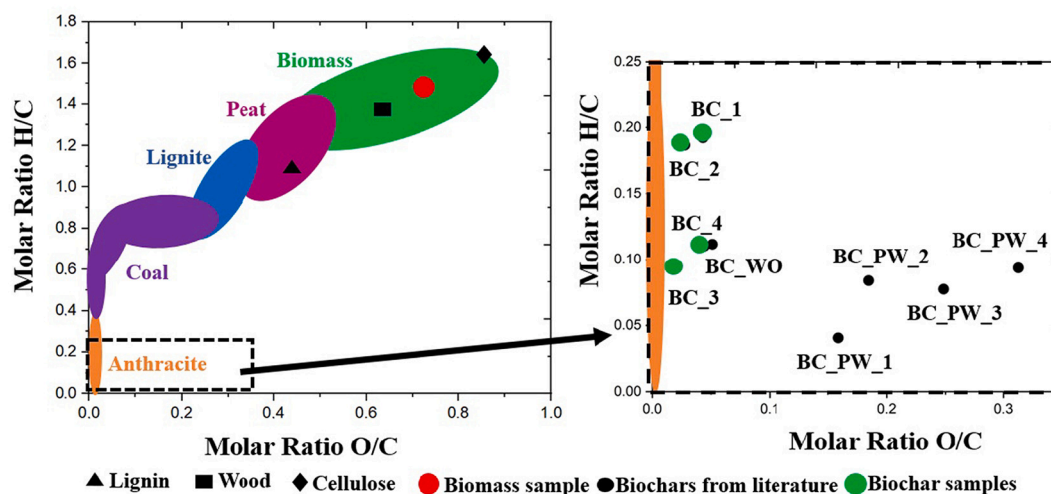 Molar Ratio H/C
1.8
1.6
1.4
1.2
1.0
0.8
0.6
0.4
0.2
0.0
Biomass
Peat
Lignite
Coal
Anthracite
0.0 0.2 0.4 0.6 0.8 1.0
Molar Ratio O/C
Molar Ratio H/C
0.25
0.20
0.15
0.10
0.05
0.00
BC_1
BC_2
BC_4
BC_WO
BC_3
BC_PW_2
BC_PW_4
BC_PW_3
BC_PW_1
0.0 0.1 0.2 0.3
Molar Ratio O/C
Lignin Wood Cellulose Biomass sample Biochars from literature Biochar samples